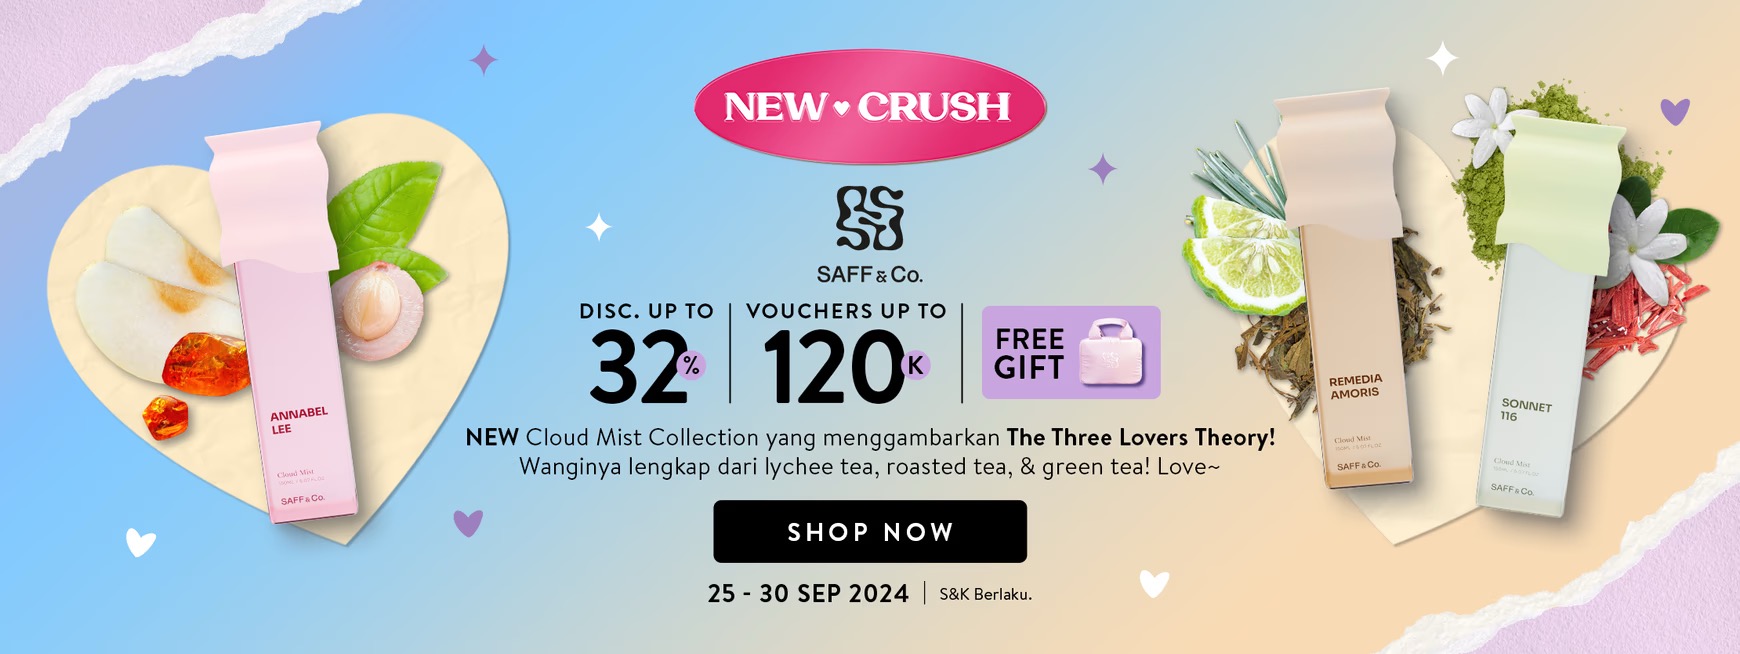 NEW CRUSH
SAFF & Co.
DISC. UP TO
32%
VOUCHERS UP TO
120K
FREE
GIFT
NEW Cloud Mist Collection yang menggambarkan The Three Lovers Theory!
Wanginya lengkap dari lychee tea, roasted tea, & green tea! Love~
SHOP NOW
25 - 30 SEP 2024 | S&K Berlaku.
ANNABEL
LEE
Cloud Mist
SAFF & Co.
REMEDIA
AMORIS
Cloud Mist
SAFF & Co.
SONNET
116
Cloud Mist
SAFF & Co.